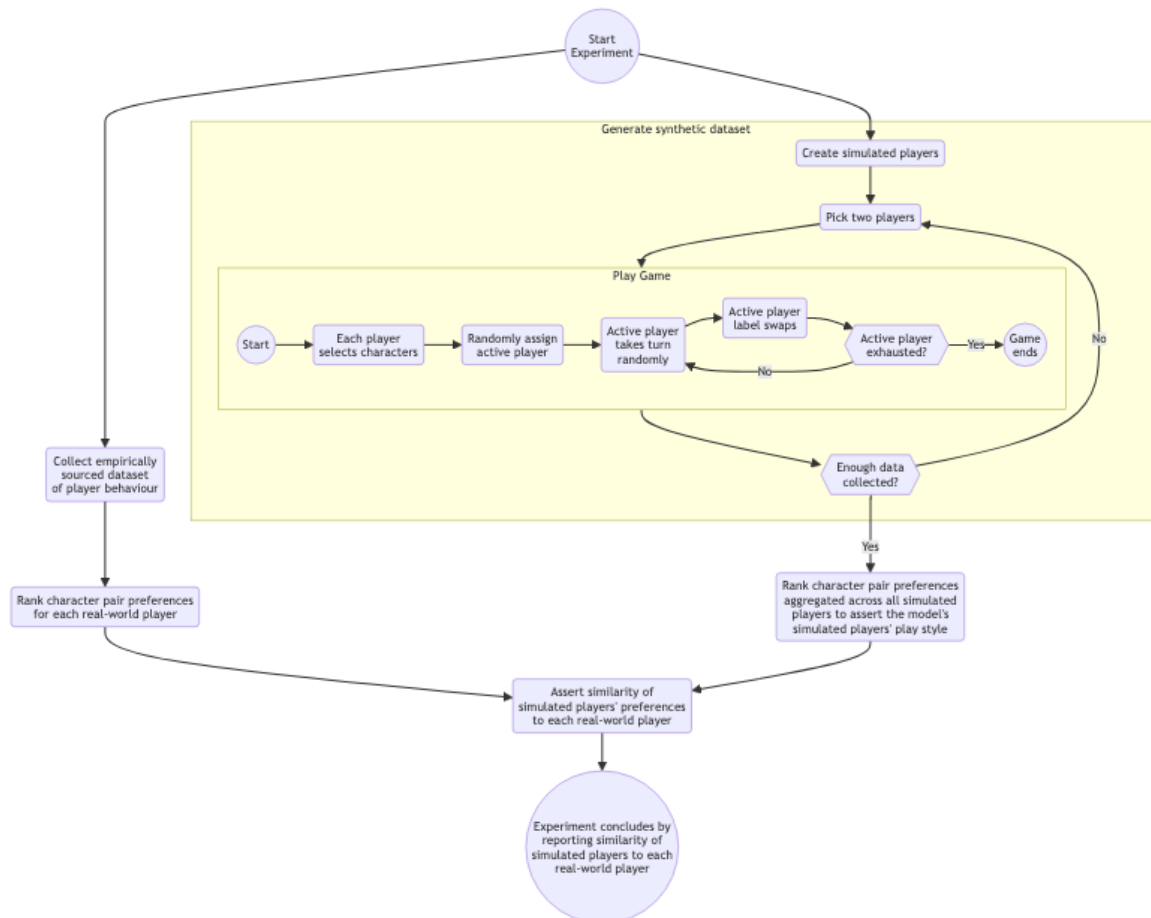 Start
Experiment
Generate synthetic dataset
Create simulated players
Pick two players
Play Game
Start
Each player
selects characters
Randomly assign
active player
Active player
takes turn
randomly
Active player
label swaps
Active player
exhausted?
Yes
Game
ends
No
No
Collect empirically
sourced dataset
of player behaviour
Enough data
collected?
Yes
Rank character pair preferences
for each real-world player
Rank character pair preferences
aggregated across all simulated
players to assert the model's
simulated players' play style
Assert similarity of
simulated players' preferences
to each real-world player
Experiment concludes by
reporting similarity of
simulated players to each
real-world player